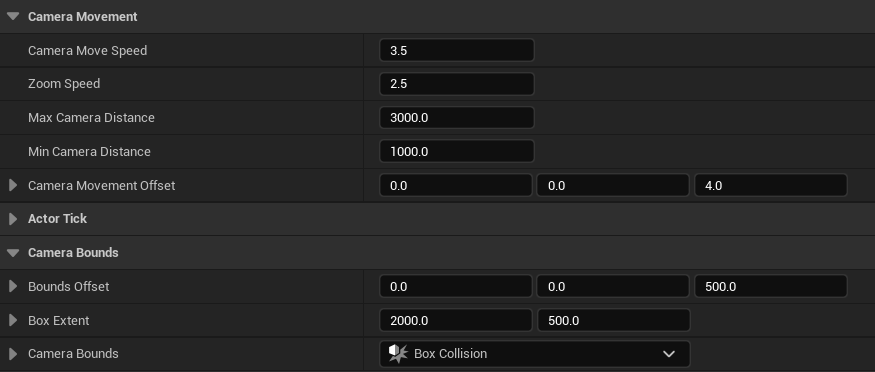 Camera Movement
Camera Move Speed 3.5
Zoom Speed 2.5
Max Camera Distance 3000.0
Min Camera Distance 1000.0
Camera Movement Offset 0.0 0.0 4.0
Actor Tick
Camera Bounds
Bounds Offset 0.0 0.0 500.0
Box Extent 2000.0 500.0
Camera Bounds Box Collision